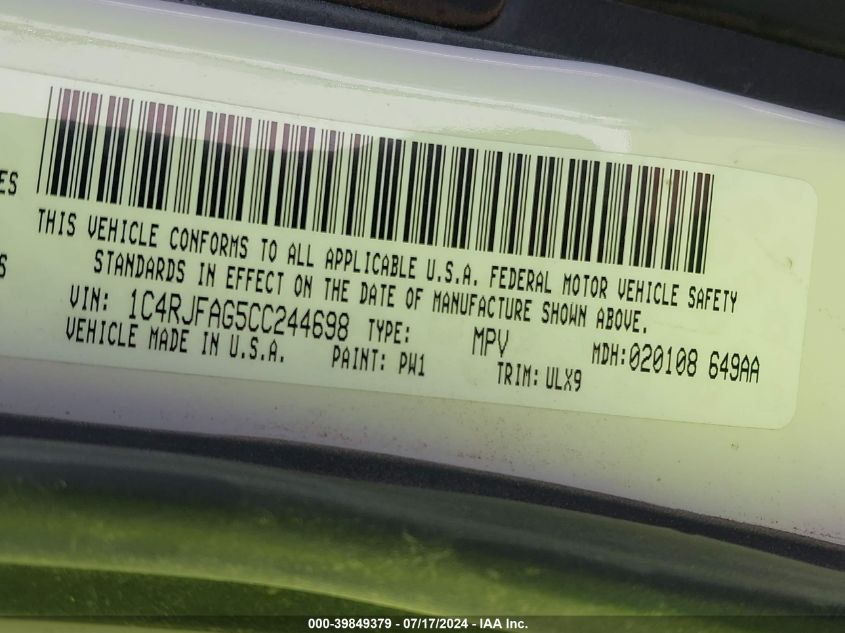 ES
S
THIS VEHICLE CONFORMS TO ALL APPLICABLE U.S.A. FEDERAL MOTOR VEHICLE SAFETY
STANDARDS IN EFFECT ON THE DATE OF MANUFACTURE SHOWN ABOVE.
VIN: 1C4RJFAG5CC244698 TYPE: MPV MDH:020108 649AA
VEHICLE MADE IN U.S.A. PAINT: PW1 TRIM: ULX9
000-39849379 - 07/17/2024 - IAA Inc.